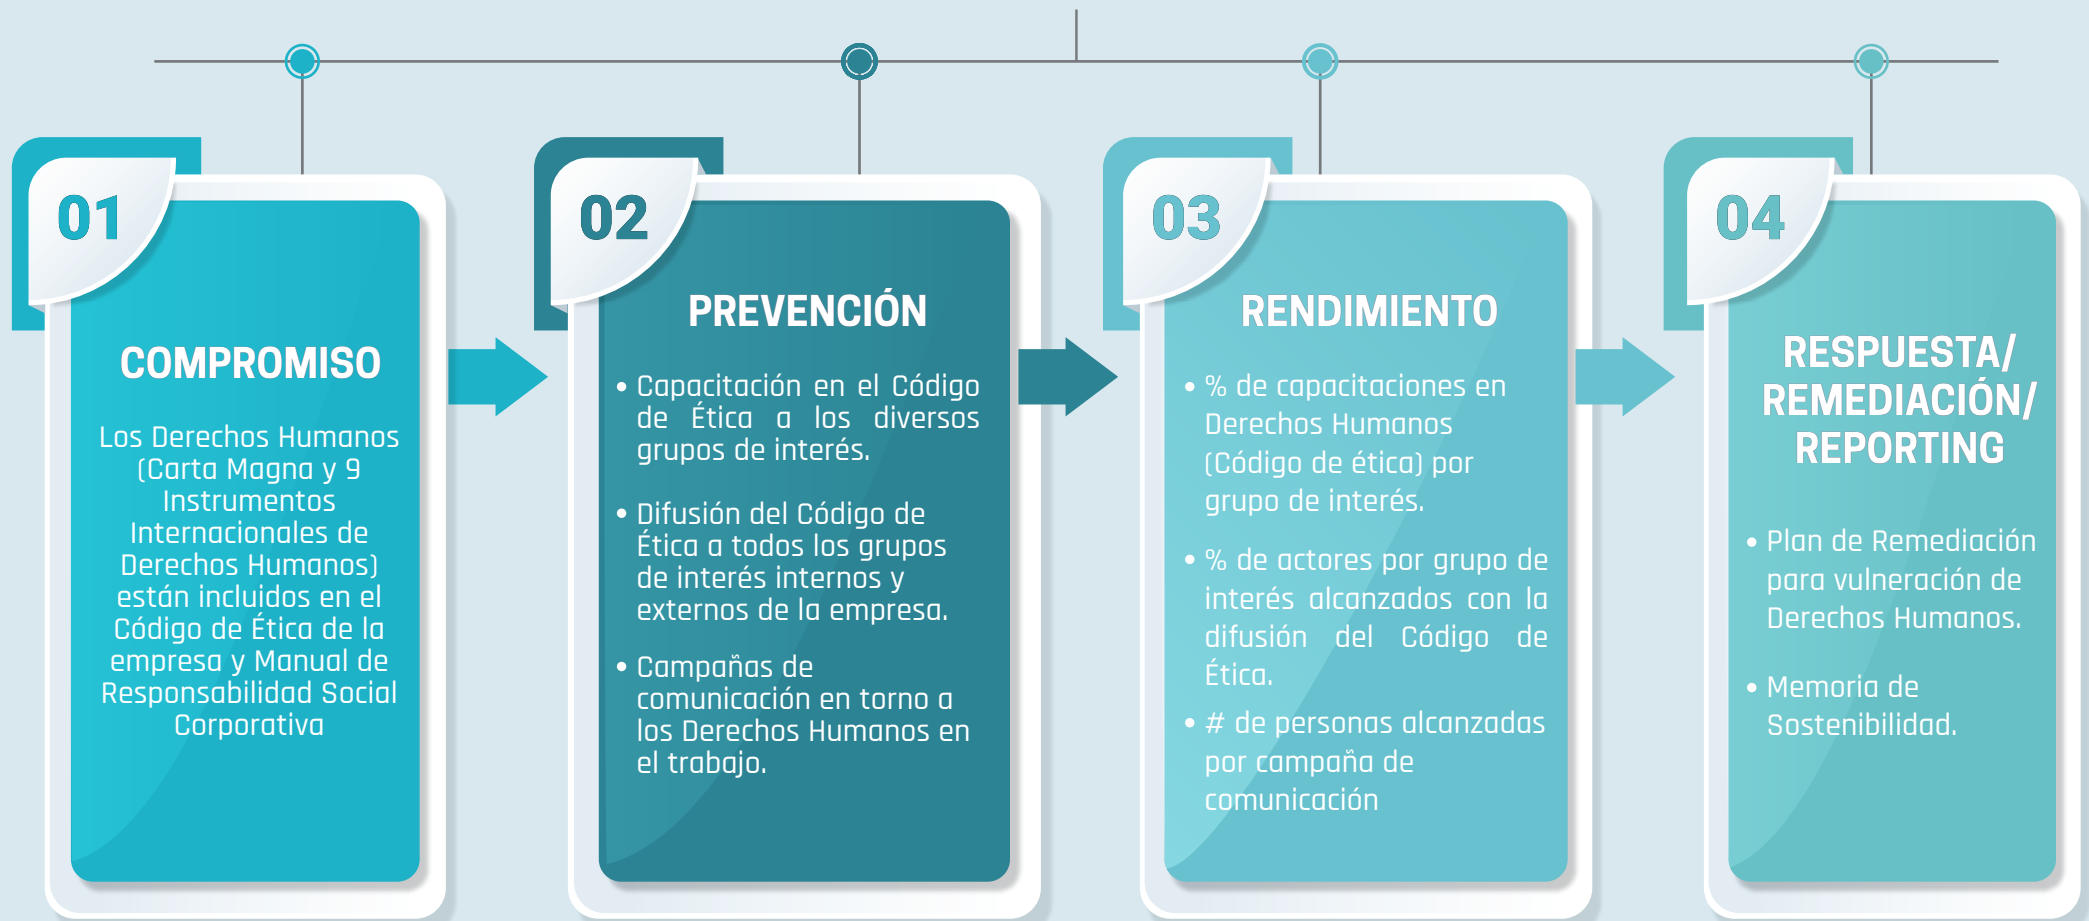 01
COMPROMISO
Los Derechos Humanos
(Carta Magna y 9
Instrumentos
Internacionales de
Derechos Humanos)
están incluidos en el
Código de Ética de la
empresa y Manual de
Responsabilidad Social
Corporativa
02
PREVENCIÓN
• Capacitación en el Código
de Ética a los diversos
grupos de interés.
• Difusión del Código de
Ética a todos los grupos
de interés internos y
externos de la empresa.
• Campañas de
comunicación en torno a
los Derechos Humanos en
el trabajo.
03
RENDIMIENTO
• % de capacitaciones en
Derechos Humanos
(Código de ética) por
grupo de interés.
• % de actores por grupo de
interés alcanzados con la
difusión del Código de
Ética.
• # de personas alcanzadas
por campaña de
comunicación
04
RESPUESTA/
REMEDIACIÓN/
REPORTING
• Plan de Remediación
para vulneración de
Derechos Humanos.
• Memoria de
Sostenibilidad.